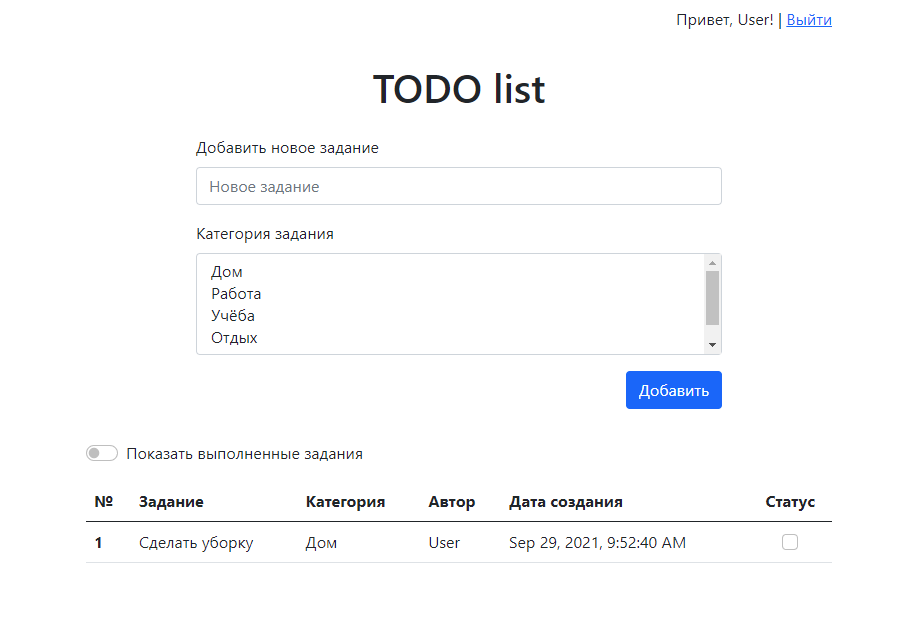 Привет, User! | Выйти
TODO list
Добавить новое задание
Новое задание
Категория задания
Дом
Работа
Учёба
Отдых
Добавить
Показать выполненные задания
№ Задание Категория Автор Дата создания Статус
1 Сделать уборку Дом User Sep 29, 2021, 9:52:40 AM